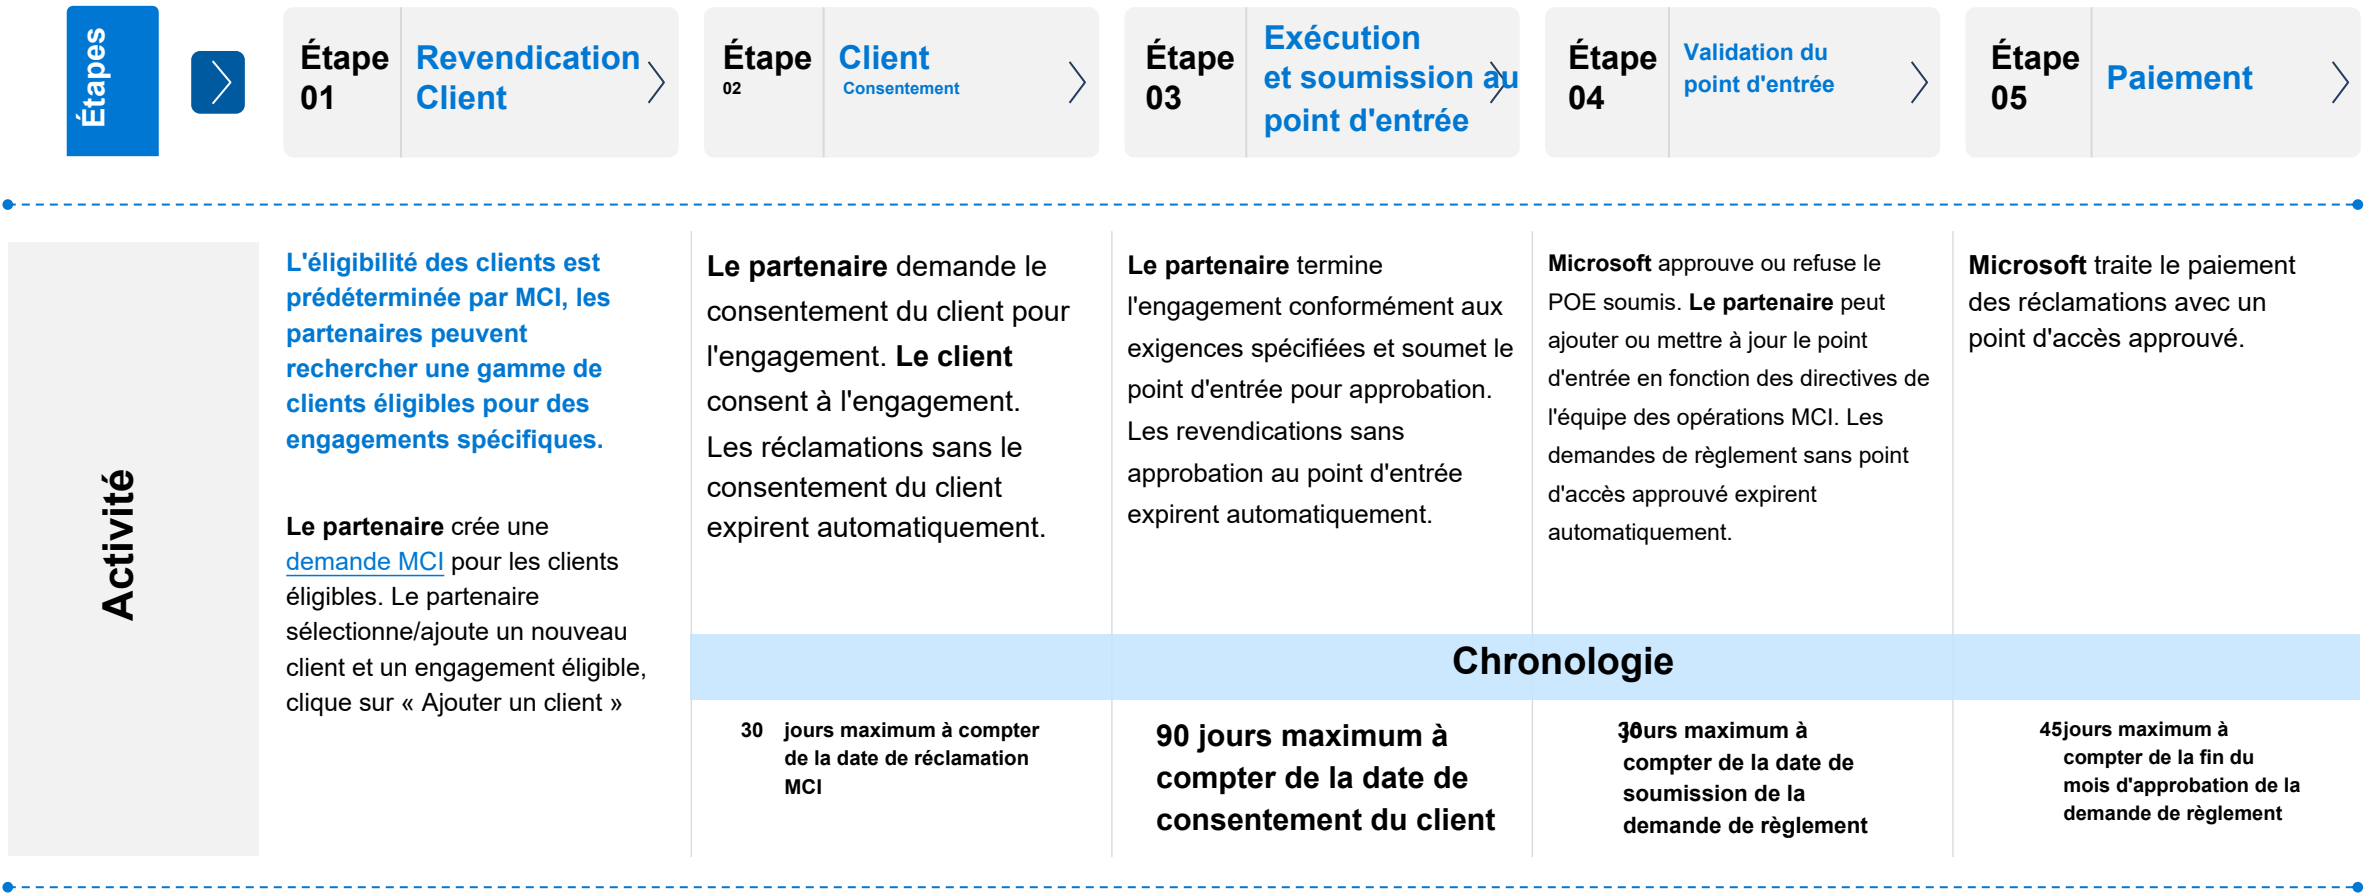 Étapes
Étape
01
Revendication
Client
Étape
02
Client
Consentement
Étape
03
Exécution
et soumission au
point d'entrée
Étape
04
Validation du
point d'entrée
Étape
05
Paiement
Activité
L'éligibilité des clients est
prédéterminée par MCI, les
partenaires peuvent
rechercher une gamme de
clients éligibles pour des
engagements spécifiques.
Le partenaire crée une
demande MCI pour les clients
éligibles. Le partenaire
sélectionne/ajoute un nouveau
client et un engagement éligible,
clique sur « Ajouter un client »
Le partenaire demande le
consentement du client pour
l'engagement. Le client
consent à l'engagement.
Les réclamations sans le
consentement du client
expirent automatiquement.
Le partenaire termine
l'engagement conformément aux
exigences spécifiées et soumet le
point d'entrée pour approbation.
Les revendications sans
approbation au point d'entrée
expirent automatiquement.
Microsoft approuve ou refuse le
POE soumis. Le partenaire peut
ajouter ou mettre à jour le point
d'entrée en fonction des directives de
l'équipe des opérations MCI. Les
demandes de règlement sans point
d'accès approuvé expirent
automatiquement.
Microsoft traite le paiement
des réclamations avec un
point d'accès approuvé.
Chronologie
30 jours maximum à compter
de la date de réclamation
MCI
90 jours maximum à
compter de la date de
consentement du client
30 jours maximum à
compter de la date de
soumission de la
demande de règlement
45 jours maximum à
compter de la fin du
mois d'approbation de la
demande de règlement